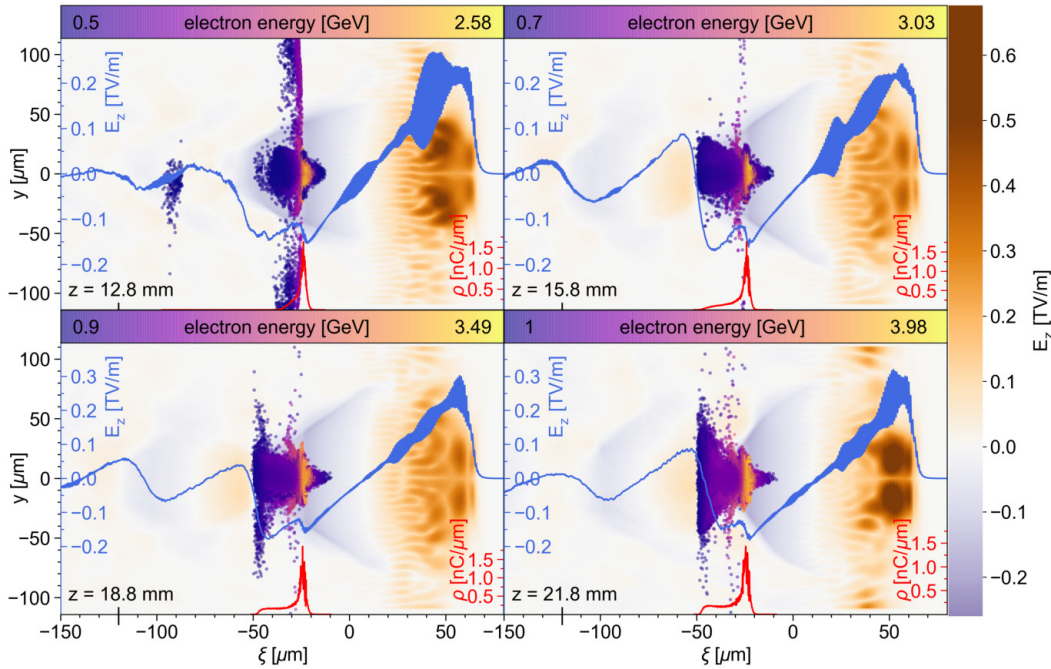 0.5 electron energy [GeV] 2.58
0.7 electron energy [GeV] 3.03
100
50
0
−50
−100
y [µm]
0.2
0.1
0.0
−0.1
−0.2
E_z [TV/m]
1.5
1.0
0.5
ρ [nC/µm]
z = 12.8 mm
0.2
0.1
0.0
−0.1
−0.2
E_z [TV/m]
1.5
1.0
0.5
ρ [nC/µm]
z = 15.8 mm
0.9 electron energy [GeV] 3.49
1 electron energy [GeV] 3.98
100
50
0
−50
−100
y [µm]
0.3
0.2
0.1
0.0
−0.1
−0.2
E_z [TV/m]
1.5
1.0
0.5
ρ [nC/µm]
z = 18.8 mm
0.3
0.2
0.1
0.0
−0.1
−0.2
E_z [TV/m]
1.5
1.0
0.5
ρ [nC/µm]
z = 21.8 mm
−150 −100 −50 0 50
−100 −50 0 50
ξ [µm]
ξ [µm]
0.6
0.5
0.4
0.3
0.2
0.1
0.0
−0.1
−0.2
E_z [TV/m]